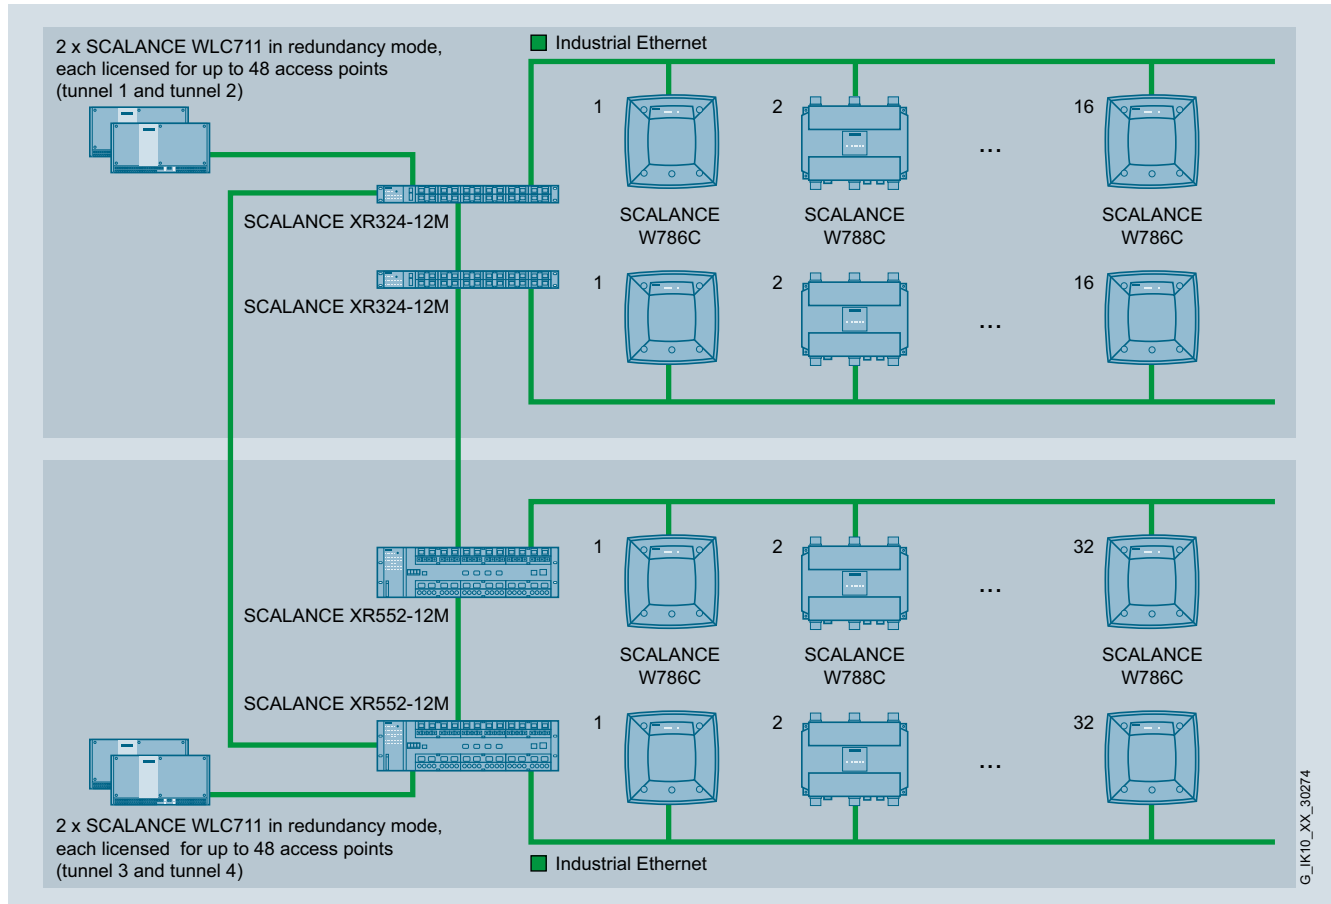 2 x SCALANCE WLC711 in redundancy mode,
each licensed for up to 48 access points
(tunnel 1 and tunnel 2)
Industrial Ethernet
1
2
...
16
SCALANCE XR324-12M
SCALANCE
W786C
SCALANCE
W788C
SCALANCE
W786C
SCALANCE XR324-12M
1
2
...
16
1
2
...
32
SCALANCE XR552-12M
SCALANCE
W786C
SCALANCE
W788C
SCALANCE
W786C
SCALANCE XR552-12M
1
2
...
32
2 x SCALANCE WLC711 in redundancy mode,
each licensed  for up to 48 access points
(tunnel 3 and tunnel 4)
Industrial Ethernet
G_IK10_XX_30274